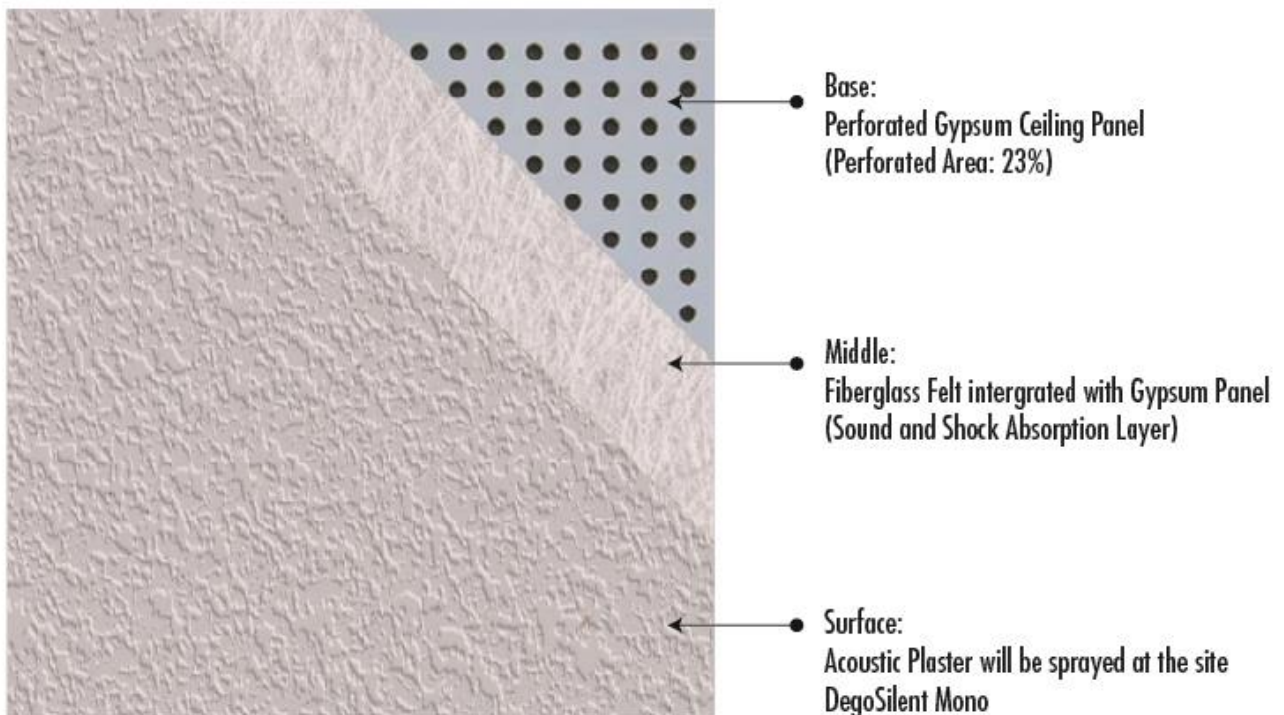 Base:
Perforated Gypsum Ceiling Panel
(Perforated Area: 23%)
Middle:
Fiberglass Felt intergrated with Gypsum Panel
(Sound and Shock Absorption Layer)
Surface:
Acoustic Plaster will be sprayed at the site
DegoSilent Mono